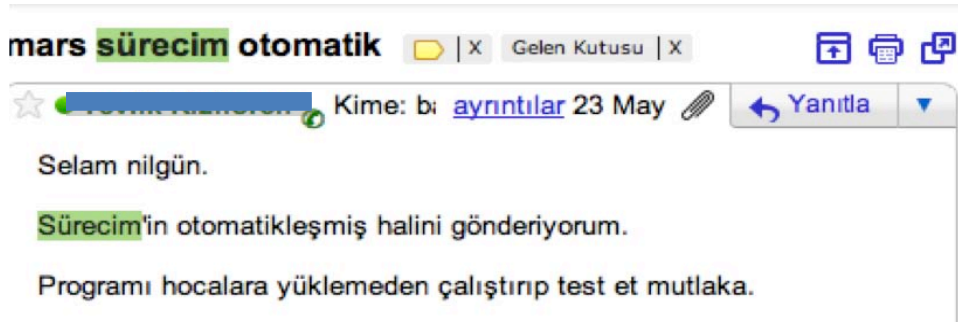 mars sürecim otomatik | X Gelen Kutusu | X
Kime: ayrıntılar 23 May Yanıtla
Selam nilgün.
Sürecim'in otomatikleşmiş halini gönderiyorum.
Programı hocalara yüklemeden çalıştırıp test et mutlaka.